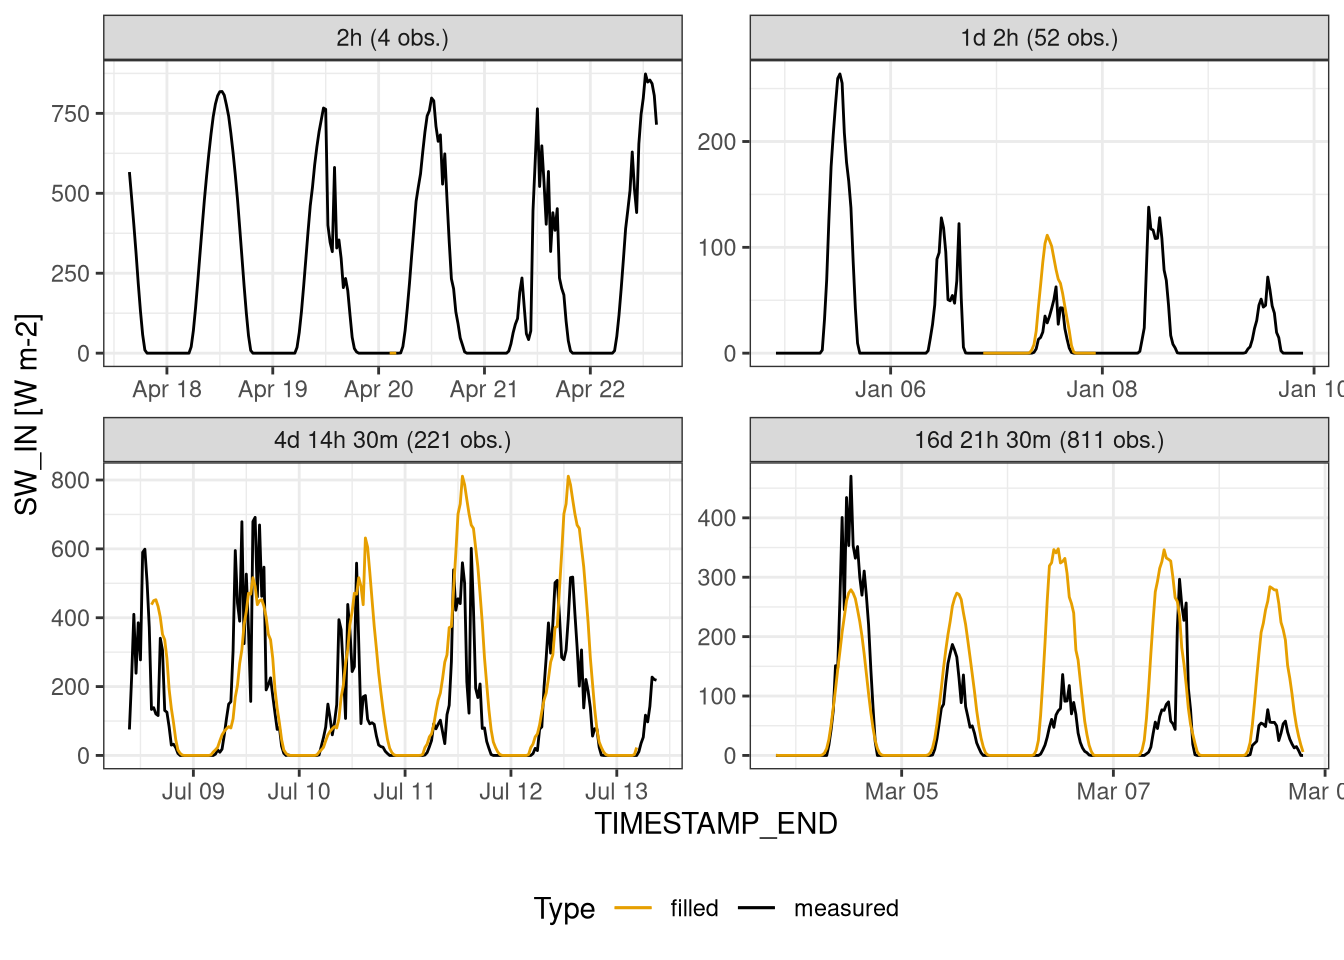 2h (4 obs.)
1d 2h (52 obs.)
750
500
250
0
200
100
0
Apr 18 Apr 19 Apr 20 Apr 21 Apr 22
Jan 06 Jan 08 Jan 10
SW_IN [W m-2]
4d 14h 30m (221 obs.)
16d 21h 30m (811 obs.)
800
600
400
200
0
400
300
200
100
0
Jul 09 Jul 10 Jul 11 Jul 12 Jul 13
Mar 05 Mar 07 Mar
TIMESTAMP_END
Type filled measured